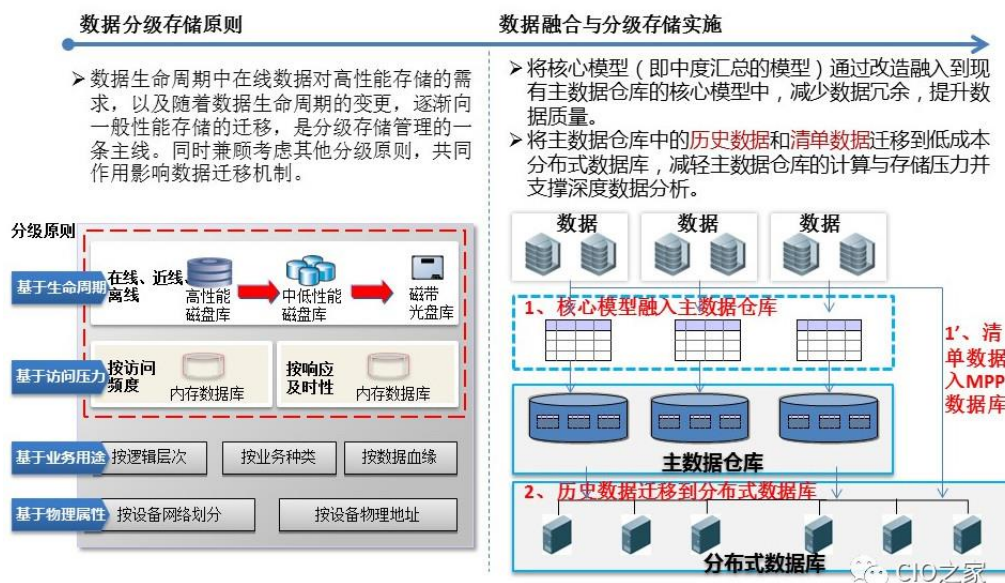 数据分级存储原则
数据融合与分级存储实施
➢数据生命周期中在线数据对高性能存储的需
求，以及随着数据生命周期的变更，逐渐向
一般性能存储的迁移，是分级存储管理的一
条主线。同时兼顾考虑其他分级原则，共同
作用影响数据迁移机制。
➢将核心模型（即中度汇总的模型）通过改造融入到现
有主数据仓库的核心模型中，减少数据冗余，提升数
据质量。
➢将主数据仓库中的历史数据和清单数据迁移到低成本
分布式数据库，减轻主数据仓库的计算与存储压力并
支撑深度数据分析。
分级原则
基于生命周期
在线、近线、
离线
高性能
磁盘库
中低性能
磁盘库
磁带
光盘库
基于访问压力
按访问
频度
内存数据库
按响应
及时性
内存数据库
基于业务用途
按逻辑层次
按业务种类
按数据血缘
基于物理属性
按设备网络划分
按设备物理地址
数据
数据
数据
1、核心模型融入主数据仓库
1'、清
单数据
入MPP
数据库
主数据仓库
2、历史数据迁移到分布式数据库
分布式数据库
CIO之家